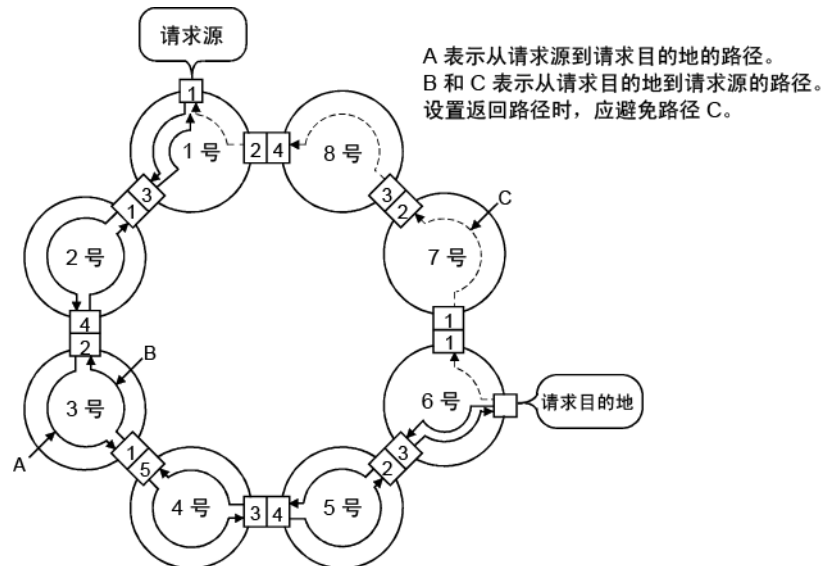 请求源
A 表示从请求源到请求目的地的路径。
B 和 C 表示从请求目的地到请求源的路径。
设置返回路径时，应避免路径 C。
1
1 号
2 4
8 号
3
1
3
2
C
2 号
7 号
4
2
1
1
B
3 号
6 号
请求目的地
A
1
5
3
2
4 号
3 4
5 号